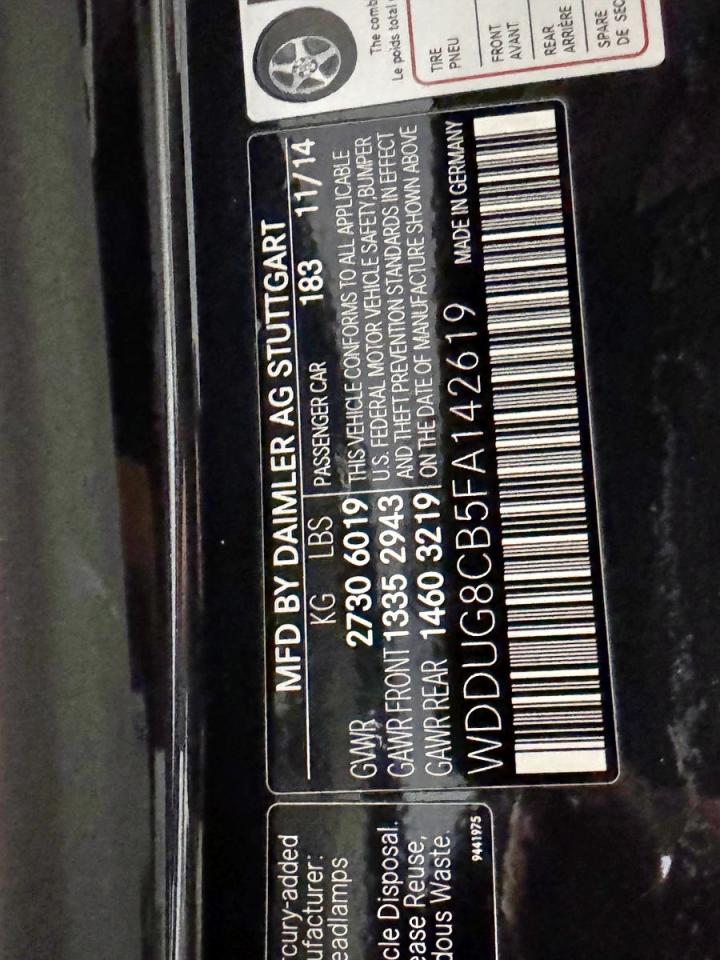 MFD BY DAIMLER AG STUTTGART
KG LBS PASSENGER CAR 183 11/14
GVWR 2730 6019
GAWR FRONT 1335 2943
GAWR REAR 1460 3219
THIS VEHICLE CONFORMS TO ALL APPLICABLE
U.S. FEDERAL MOTOR VEHICLE SAFETY,BUMPER
AND THEFT PREVENTION STANDARDS IN EFFECT
ON THE DATE OF MANUFACTURE SHOWN ABOVE
WDDUG8CB5FA142619 MADE IN GERMANY
The comb
Le poids total
TIRE
PNEU
FRONT
AVANT
REAR
ARRIÈRE
SPARE
DE SEC
rcury-added
ufacturer:
eadlamps
cle Disposal.
ease Reuse,
dous Waste.
9441975